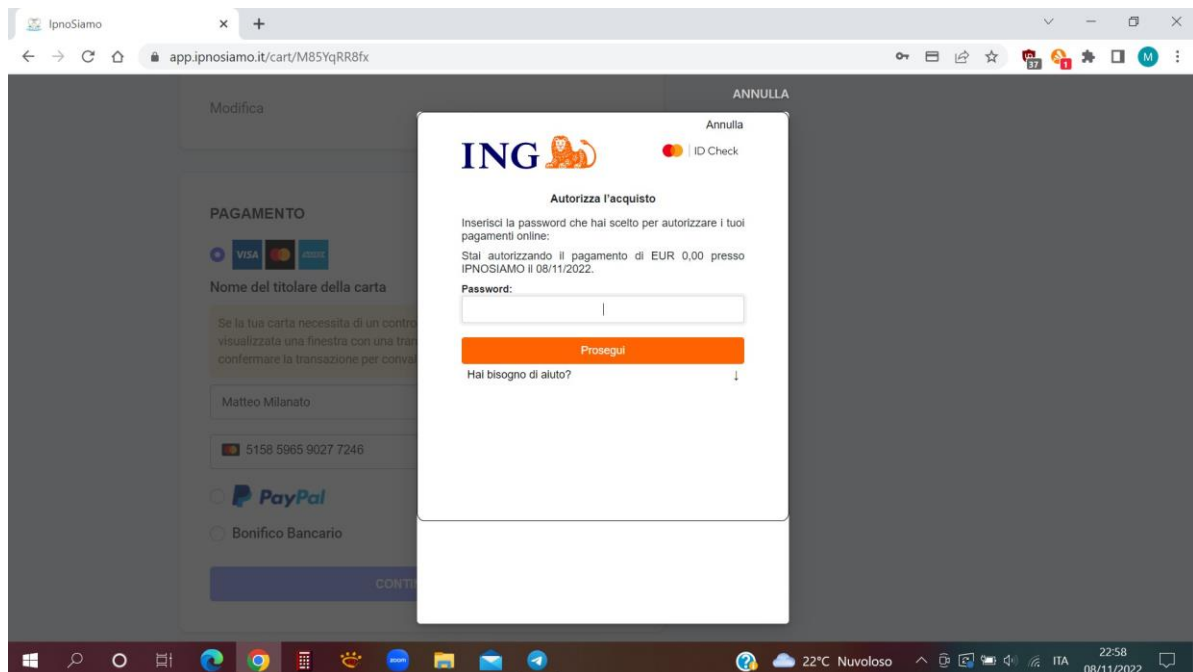 IpnoSiamo
app.ipnosiamo.it/cart/M85YqRR8fx
37
1
M
ANNULLA
Modifica
Annulla
ING
ID Check
Autorizza l'acquisto
Inserisci la password che hai scelto per autorizzare i tuoi
pagamenti online:
Stai autorizzando il pagamento di EUR 0,00 presso
IPNOSIAMO il 08/11/2022.
Password:
Prosegui
Hai bisogno di aiuto?
PAGAMENTO
VISA
Nome del titolare della carta
Se la tua carta necessita di un contro
visualizzata una finestra con una tran
confermare la transazione per conval
Matteo Milanato
5158 5965 9027 7246
PayPal
Bonifico Bancario
CONTI
zoom
22°C Nuvoloso
ITA
22:58
08/11/2022